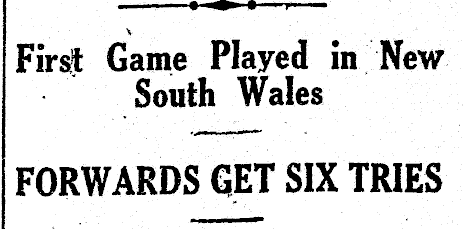 First Game Played in New
South Wales
FORWARDS GET SIX TRIES